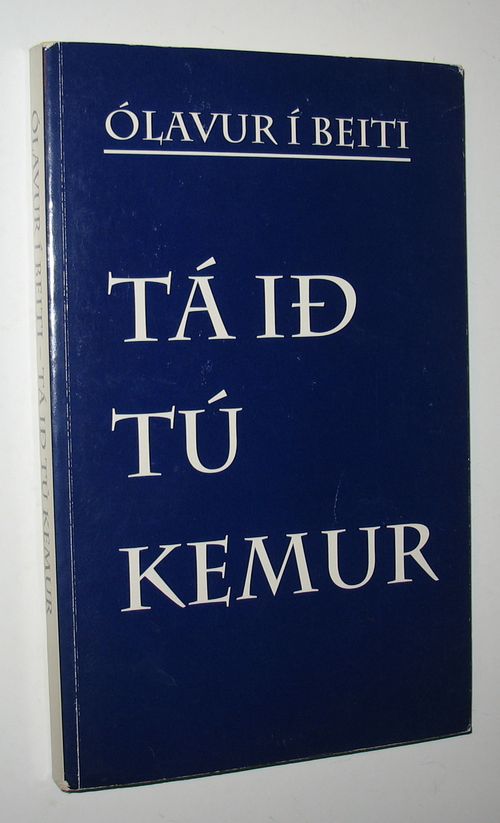 ÓLAVUR Í BEITI
TÁ IÐ
TÚ
KEMUR
ÓLAVUR Í BEITI - TÁ IÐ TÚ KEMUR